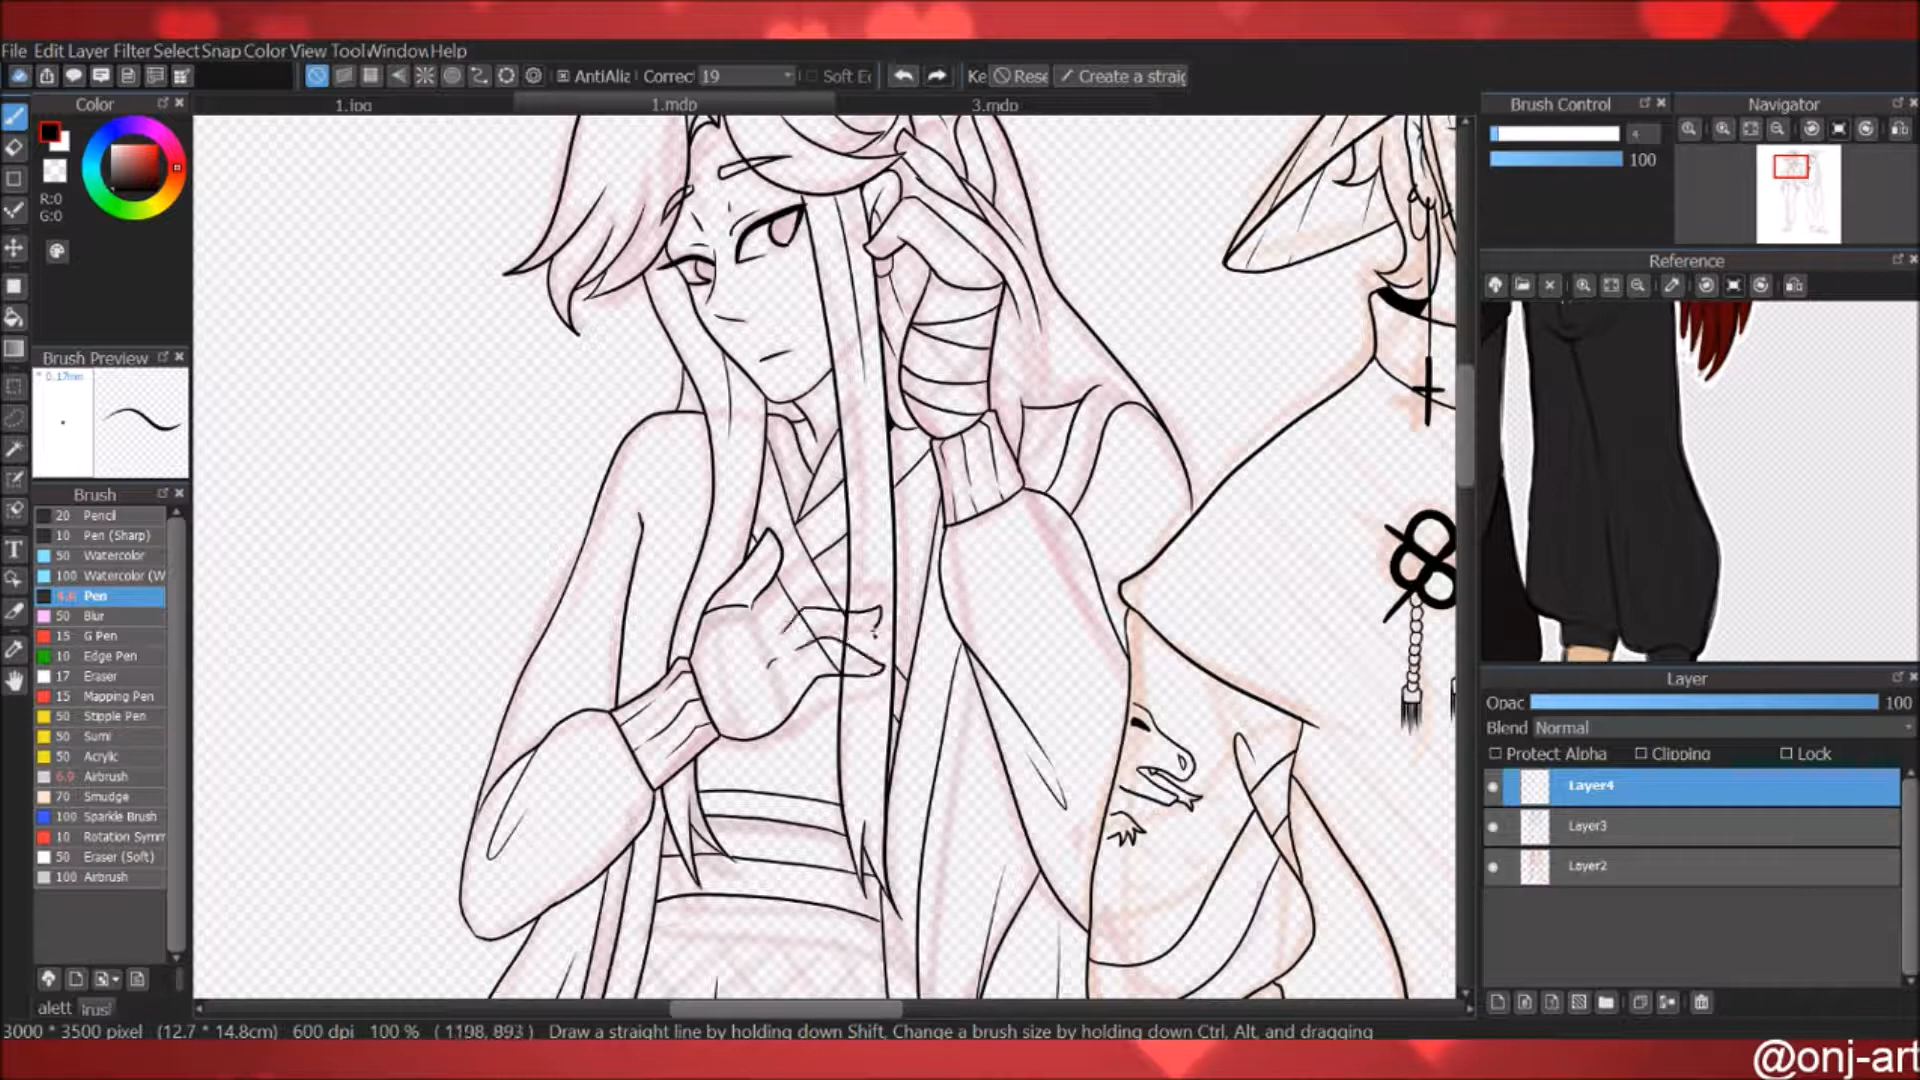 File Edit Layer Filter Select Snap Color View Tool Window Help
AntiAliz Correct 19 Soft Ec Ke Rese Create a straig
1.jpg 1.mdp 3.mdp
Color
R:0
G:0
Brush Preview
* 0.17mm
Brush
20 Pencil
10 Pen (Sharp)
50 Watercolor
100 Watercolor (W
Pen
50 Blur
15 G Pen
10 Edge Pen
17 Eraser
15 Mapping Pen
50 Stipple Pen
50 Sumi
50 Acrylic
6.9 Airbrush
70 Smudge
100 Sparkle Brush
10 Rotation Symm
50 Eraser (Soft)
100 Airbrush
alett
Brush Control
4
100
Navigator
Reference
Layer
Opac 100
Blend Normal
Protect Alpha Clipping Lock
Layer4
Layer3
Layer2
3000 * 3500 pixel (12.7 * 14.8cm) 600 dpi 100 % ( 1198, 893 ) Draw a straight line by holding down Shift, Change a brush size by holding down Ctrl, Alt, and dragging
@onj-art